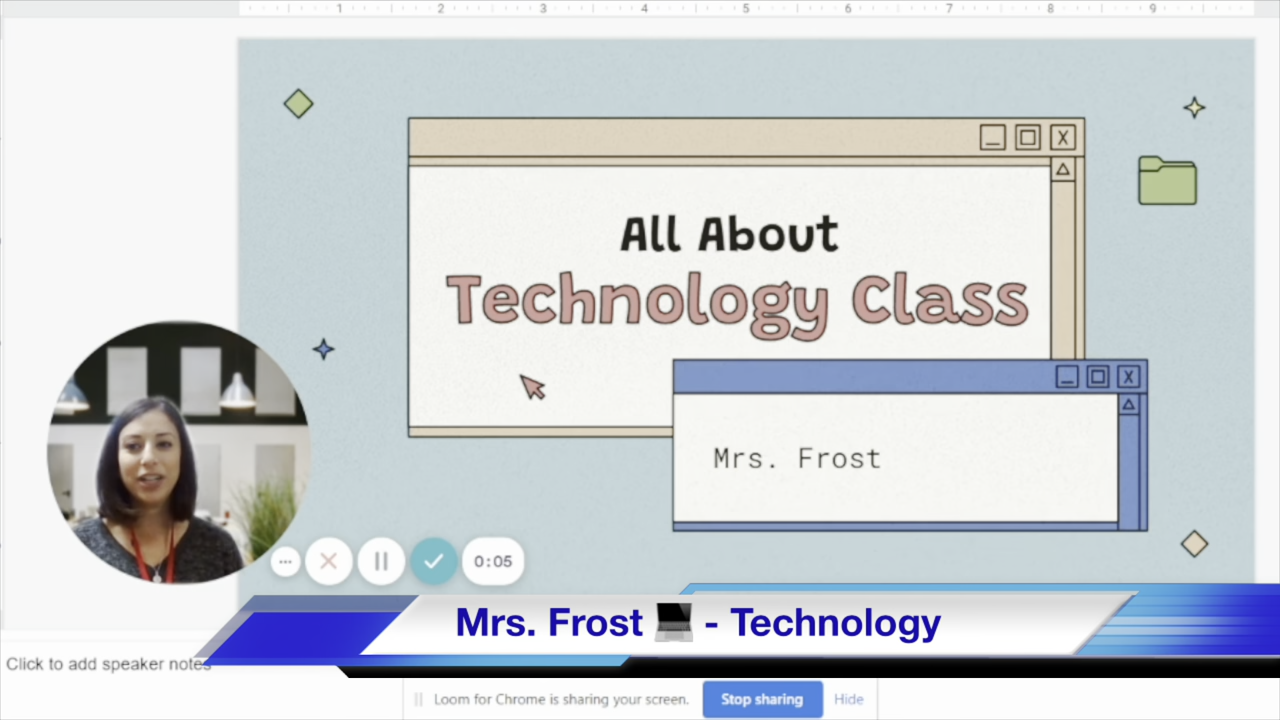 1 2 3 4 5 6 7 8 9
X
All About
Technology Class
X
Mrs. Frost
0:05
Mrs. Frost 💻 - Technology
Click to add speaker notes
Loom for Chrome is sharing your screen. Stop sharing Hide